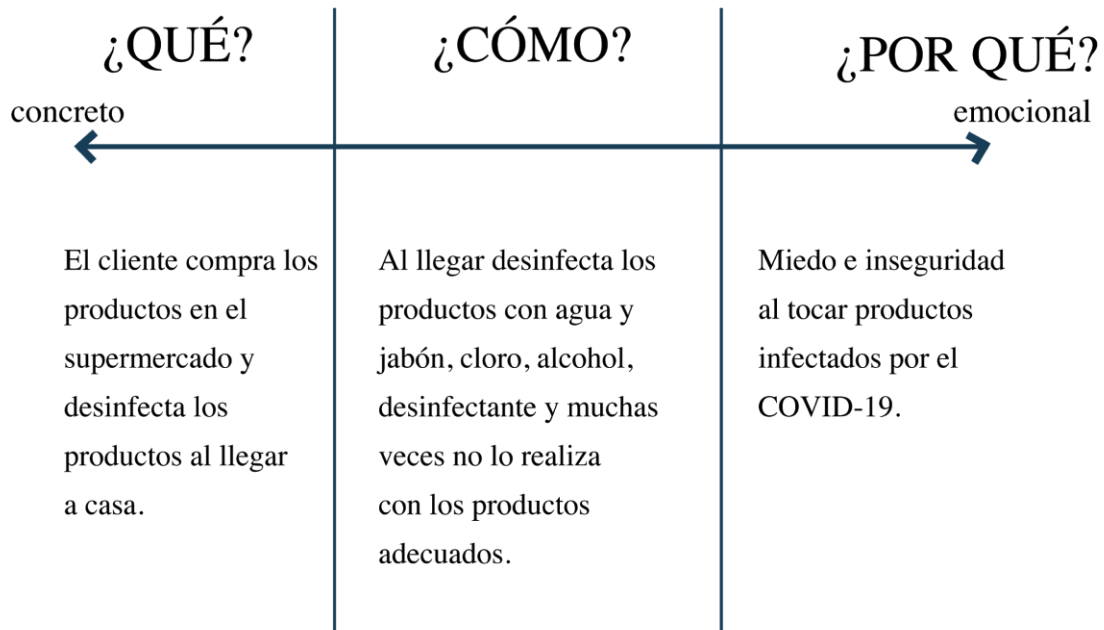 ¿QUÉ?
concreto
El cliente compra los
productos en el
supermercado y
desinfecta los
productos al llegar
a casa.
¿CÓMO?
Al llegar desinfecta los
productos con agua y
jabón, cloro, alcohol,
desinfectante y muchas
veces no lo realiza
con los productos
adecuados.
¿POR QUÉ?
emocional
Miedo e inseguridad
al tocar productos
infectados por el
COVID-19.